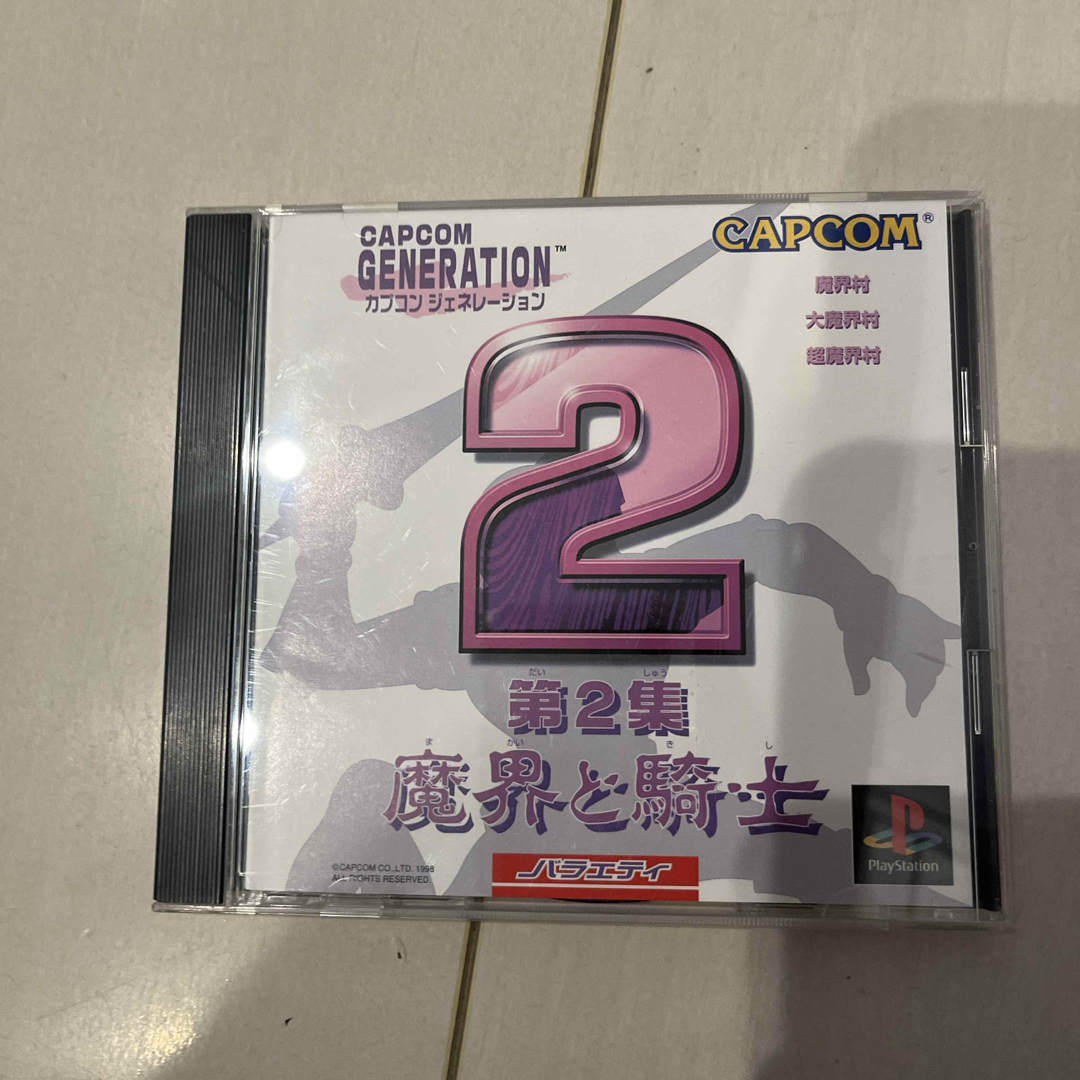 CAPCOM
GENERATION™
カプコン ジェネレーション
CAPCOM®
魔界村
大魔界村
超魔界村
2
だい しゅう
第2集
ま かい き し
魔界と騎士
©CAPCOM CO.,LTD. 1998
ALL RIGHTS RESERVED.
バラエティ
PlayStation